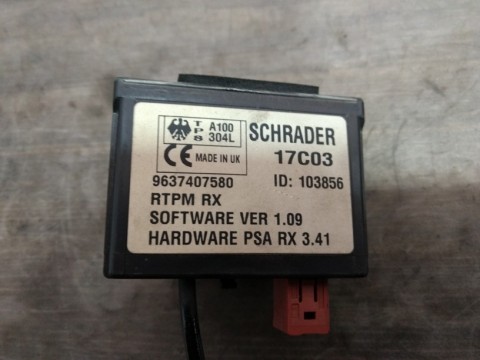 T P S A100 304L
SCHRADER
CE MADE IN UK
17C03
9637407580 ID: 103856
RTPM RX
SOFTWARE VER 1.09
HARDWARE PSA RX 3.41